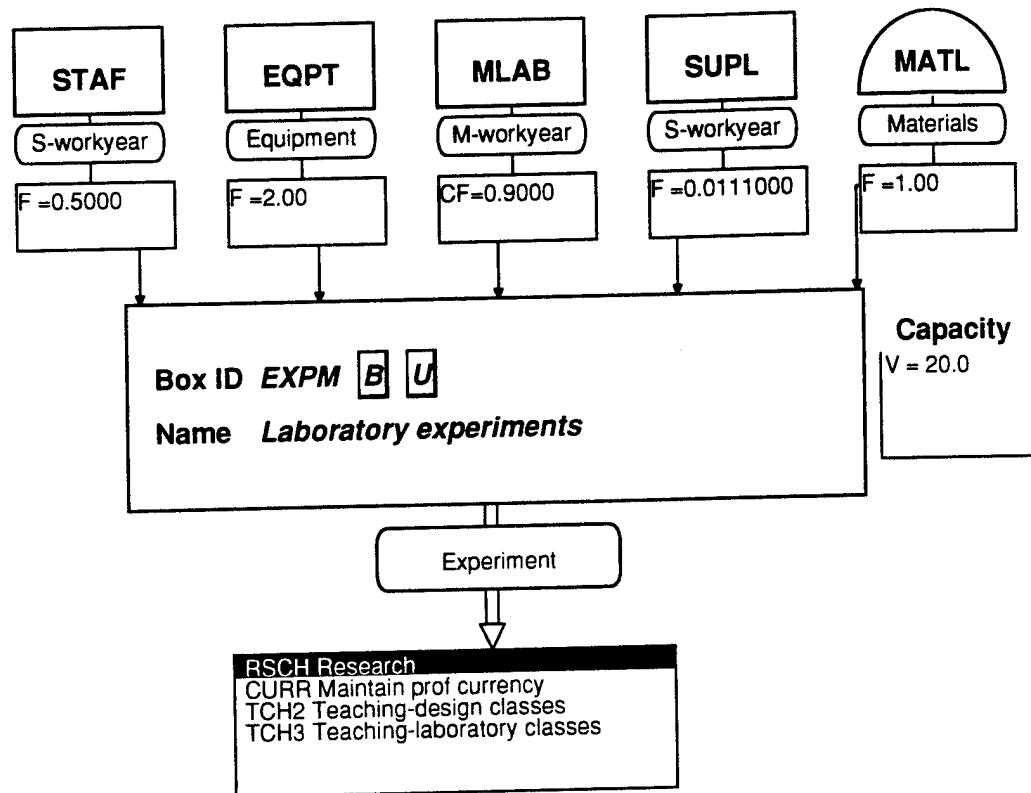 STAF EQPT MLAB SUPL MATL
S-workyear Equipment M-workyear S-workyear Materials
F =0.5000 F =2.00 CF=0.9000 F =0.0111000 F =1.00
Capacity
V = 20.0
Box ID EXPM B U
Name Laboratory experiments
Experiment
RSCH Research
CURR Maintain prof currency
TCH2 Teaching-design classes
TCH3 Teaching-laboratory classes